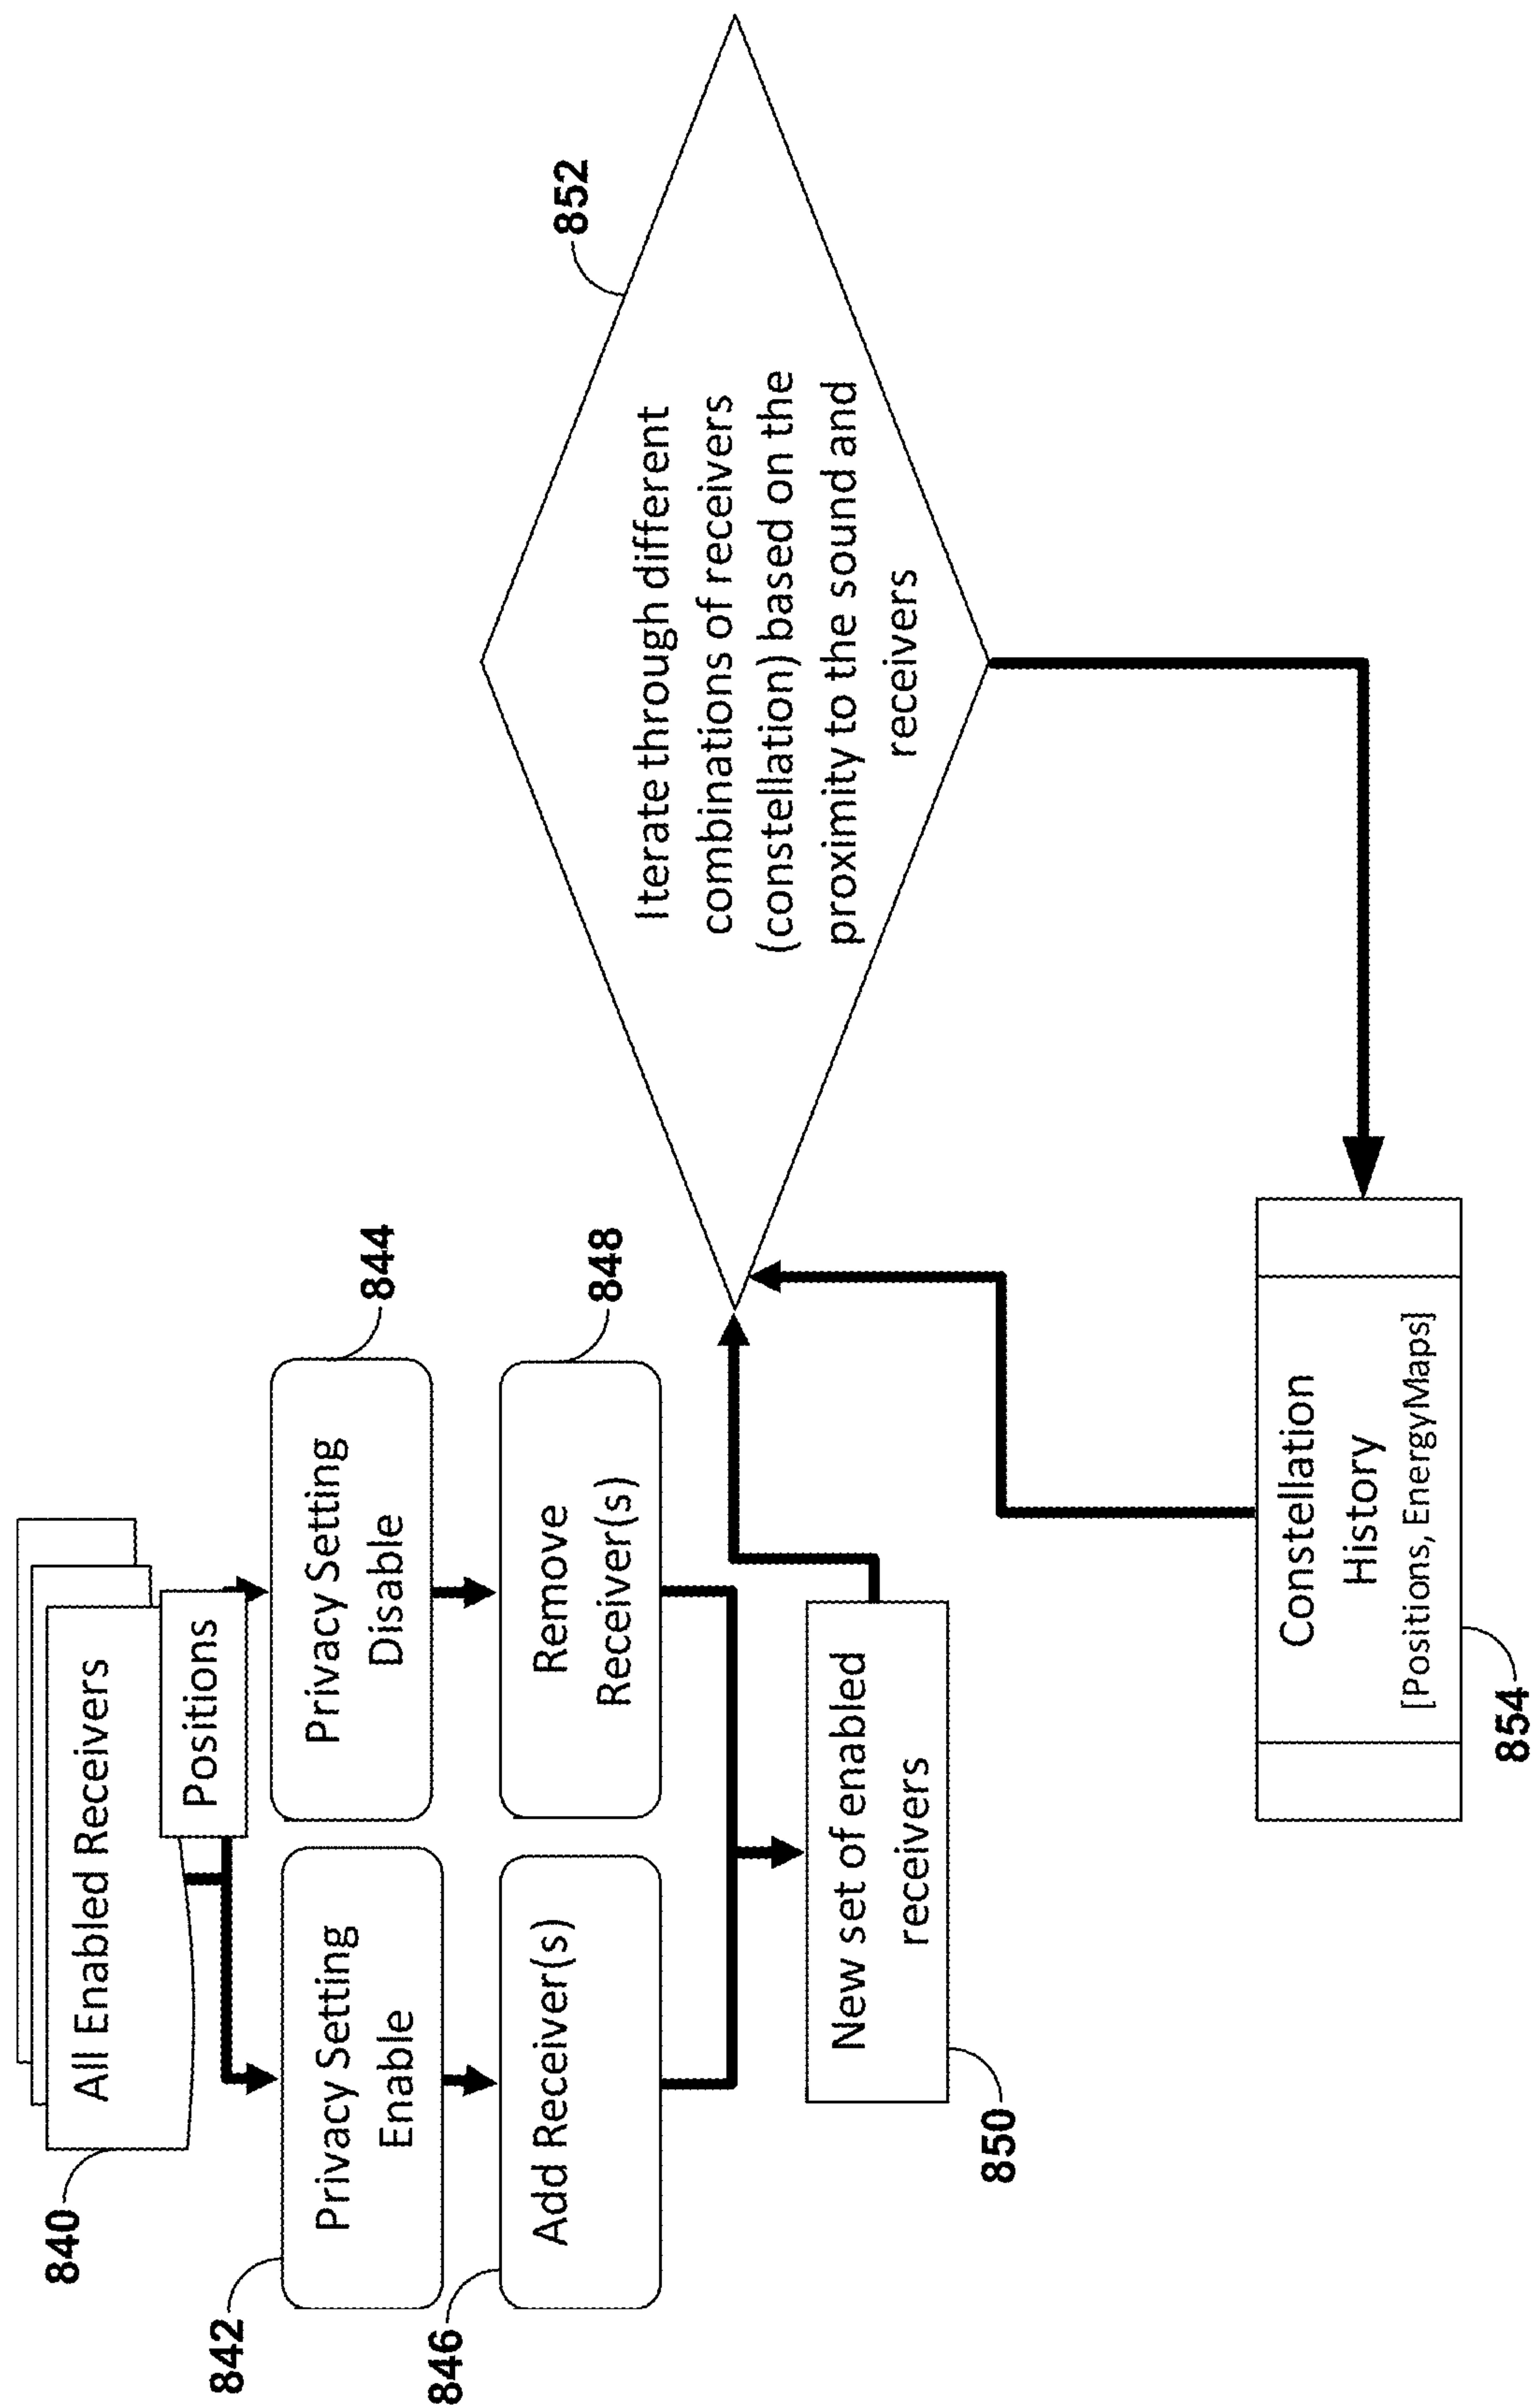 840
All Enabled Receivers
Positions
842
Privacy Setting
Enable
844
Privacy Setting
Disable
846
Add Receiver(s)
848
Remove
Receiver(s)
850
New set of enabled
receivers
852
Iterate through different
combinations of receivers
(constellation) based on the
proximity to the sound and
receivers
Constellation
History
[Positions, EnergyMaps]
854